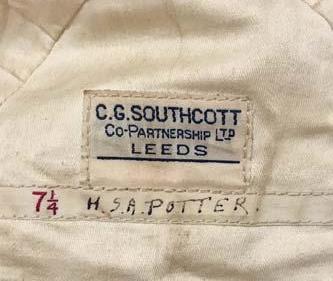 C.G.SOUTHCOTT
CO-PARTNERSHIP LTD
LEEDS
7¼ H.S.A.POTTER.